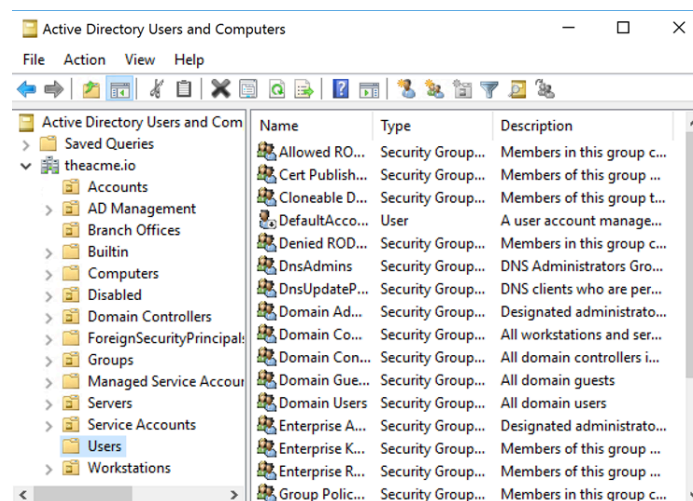 Active Directory Users and Computers
File Action View Help
Active Directory Users and Com
Saved Queries
theacme.io
Accounts
AD Management
Branch Offices
Builtin
Computers
Disabled
Domain Controllers
ForeignSecurityPrincipal:
Groups
Managed Service Accour
Servers
Service Accounts
Users
Workstations
Name Type Description
Allowed RO... Security Group... Members in this group c...
Cert Publish... Security Group... Members of this group ...
Cloneable D... Security Group... Members of this group t...
DefaultAcco... User A user account manage...
Denied ROD... Security Group... Members in this group c...
DnsAdmins Security Group... DNS Administrators Gro...
DnsUpdateP... Security Group... DNS clients who are per...
Domain Ad... Security Group... Designated administrato...
Domain Co... Security Group... All workstations and ser...
Domain Con... Security Group... All domain controllers i...
Domain Gue... Security Group... All domain guests
Domain Users Security Group... All domain users
Enterprise A... Security Group... Designated administrato...
Enterprise K... Security Group... Members of this group ...
Enterprise R... Security Group... Members of this group ...
Group Polic... Security Group... Members in this group c...